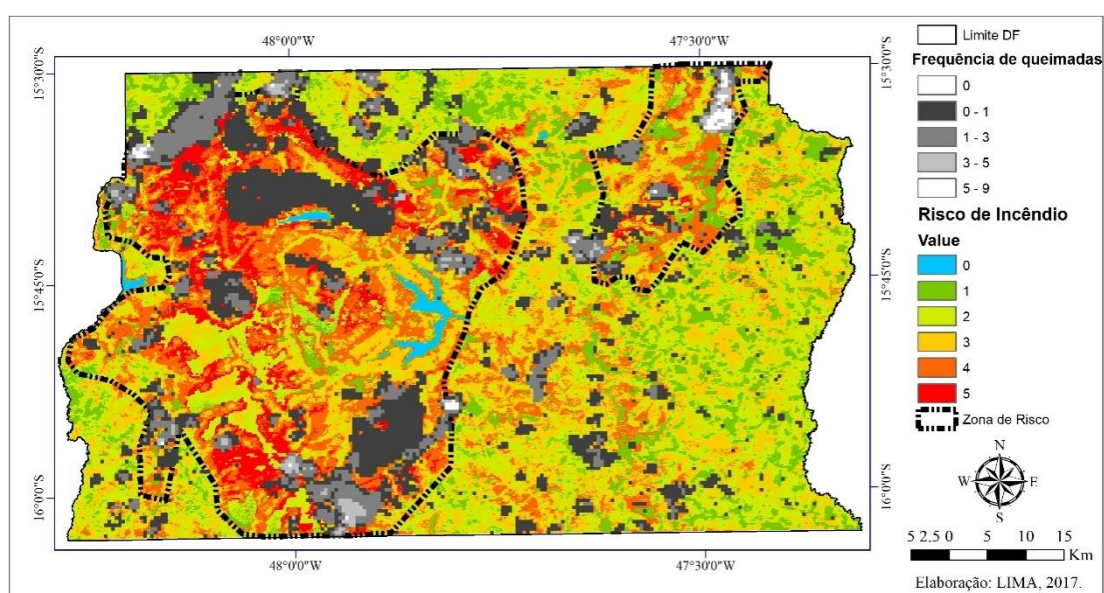 48°0'0"W
47°30'0"W
15°30'0"S
15°30'0"S
15°45'0"S
15°45'0"S
16°0'0"S
16°0'0"S
48°0'0"W
47°30'0"W
Limite DF
Frequência de queimadas
0
0 - 1
1 - 3
3 - 5
5 - 9
Risco de Incêndio
Value
0
1
2
3
4
5
Zona de Risco
N
W E
S
5 2.5 0 5 10 15
Km
Elaboração: LIMA, 2017.